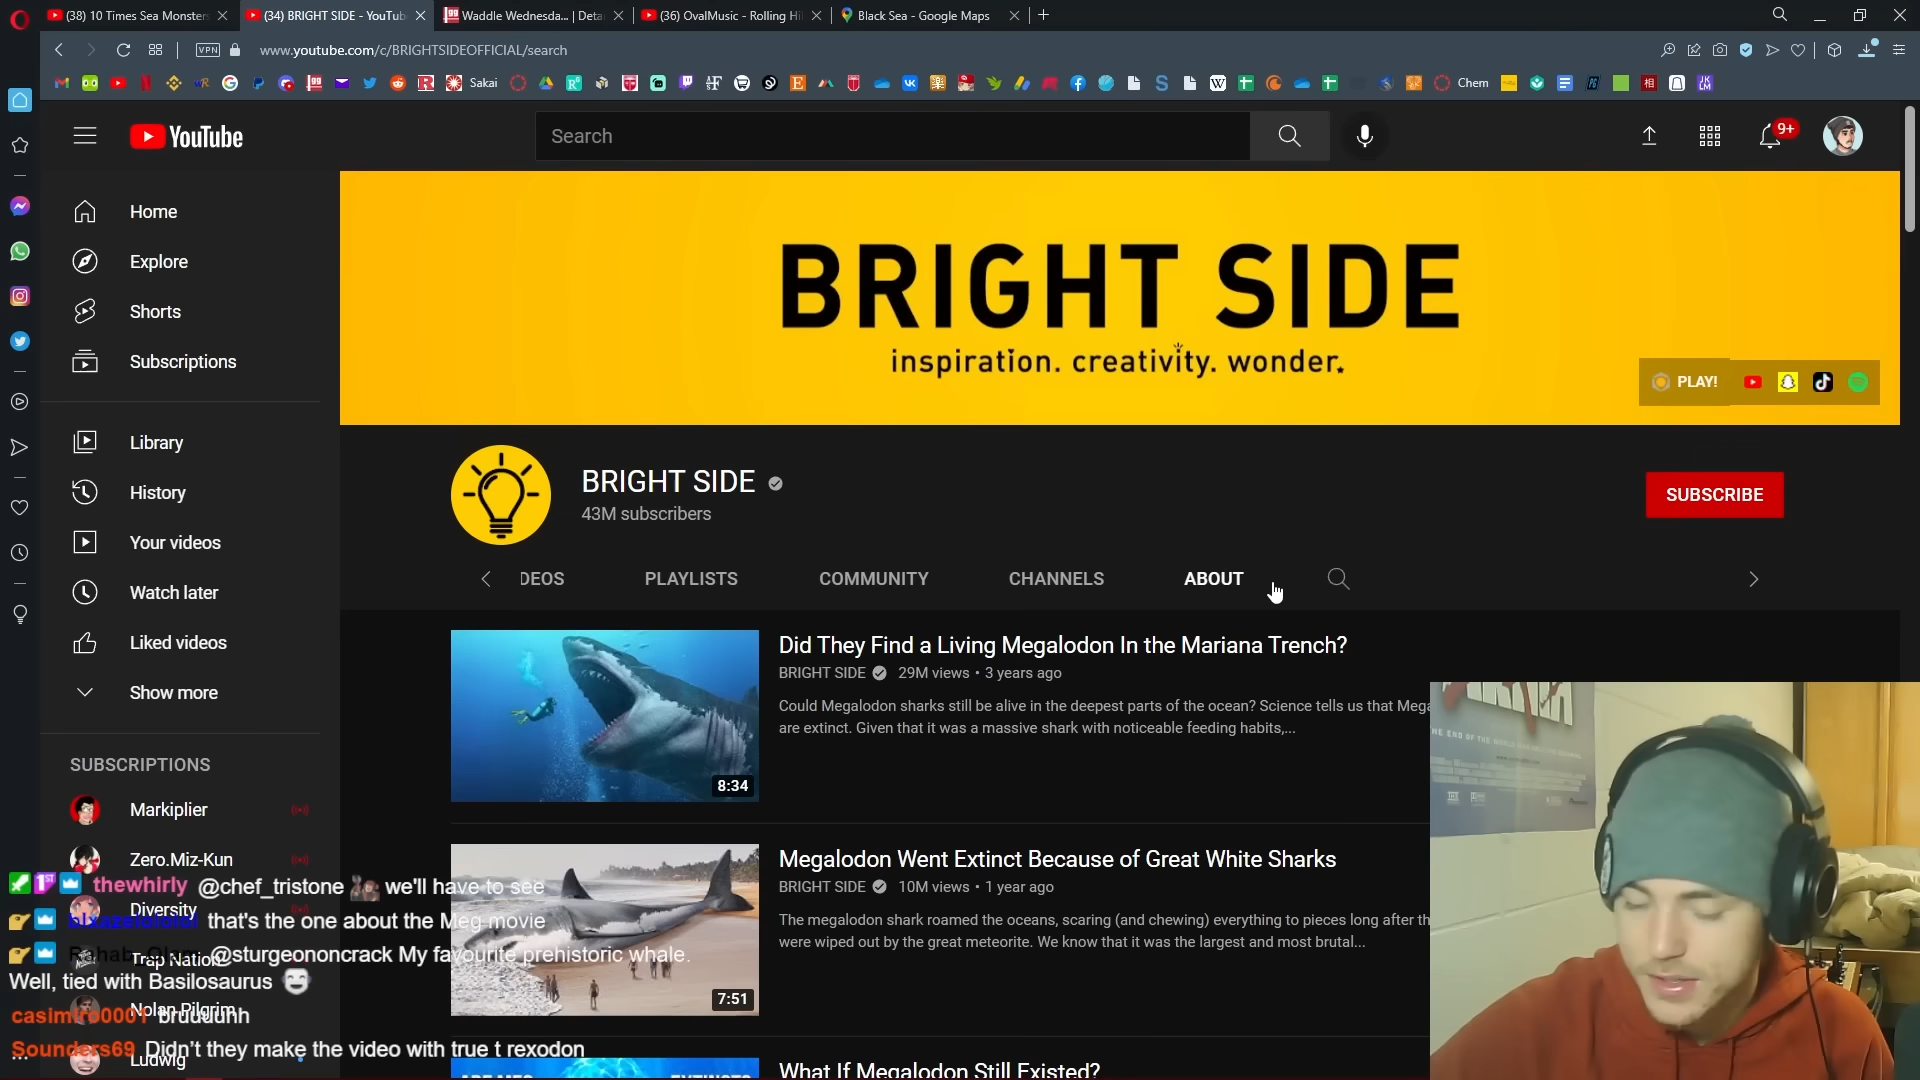 (38) 10 Times Sea Monsters
(34) BRIGHT SIDE - YouTub
Waddle Wednesda... | Deta
(36) OvalMusic - Rolling Hi
Black Sea - Google Maps
VPN
www.youtube.com/c/BRIGHTSIDEOFFICIAL/search
Sakai
Chem
YouTube
Search
9+
Home
Explore
Shorts
Subscriptions
Library
History
Your videos
Watch later
Liked videos
Show more
SUBSCRIPTIONS
Markiplier
Zero.Miz-Kun
Diversity
Trap Nation
Nolan Pilgrim
Ludwig
BRIGHT SIDE
inspiration. creativity. wonder.
PLAY!
BRIGHT SIDE
43M subscribers
SUBSCRIBE
DEOS
PLAYLISTS
COMMUNITY
CHANNELS
ABOUT
Did They Find a Living Megalodon In the Mariana Trench?
BRIGHT SIDE 29M views • 3 years ago
Could Megalodon sharks still be alive in the deepest parts of the ocean? Science tells us that Mega
are extinct. Given that it was a massive shark with noticeable feeding habits,...
8:34
Megalodon Went Extinct Because of Great White Sharks
BRIGHT SIDE 10M views • 1 year ago
The megalodon shark roamed the oceans, scaring (and chewing) everything to pieces long after th
were wiped out by the great meteorite. We know that it was the largest and most brutal...
7:51
What If Megalodon Still Existed?
thewhirly @chef_tristone we'll have to see
that's the one about the Meg movie
@sturgeononcrack My favourite prehistoric whale.
Well, tied with Basilosaurus
casimiro0001 bruuuuhh
Sounders69 Didn't they make the video with true t rexodon